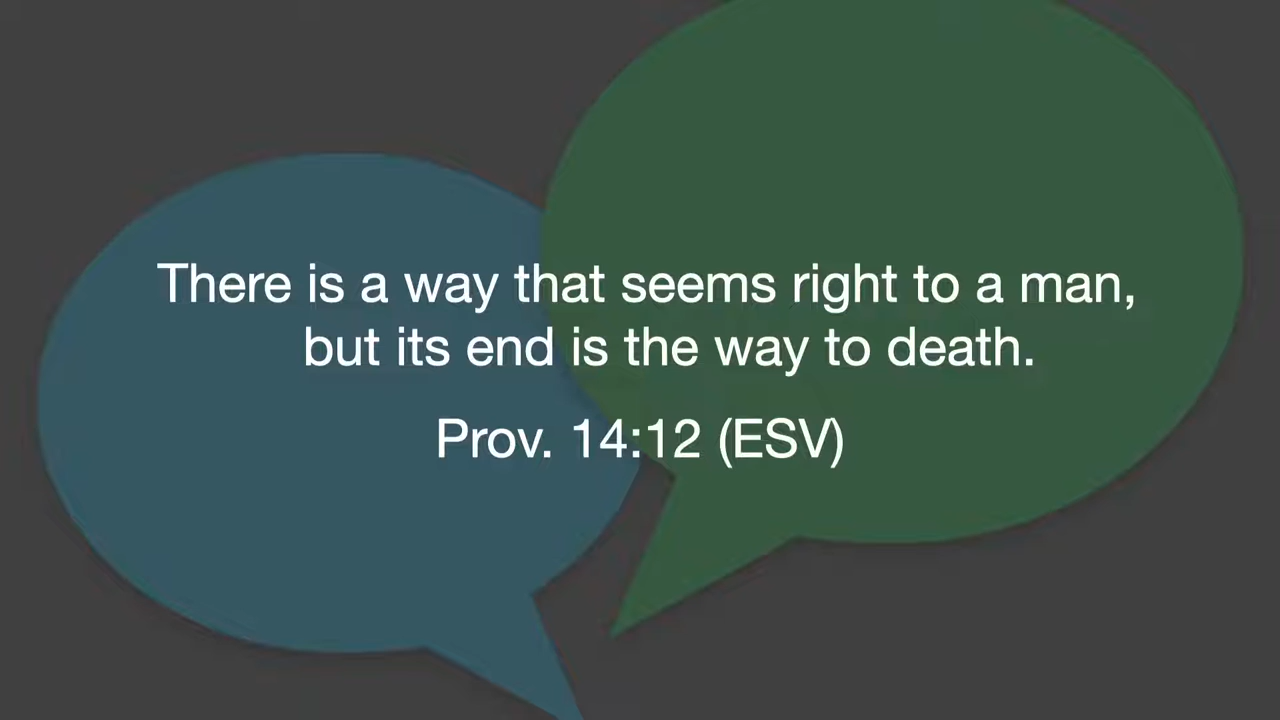 There is a way that seems right to a man,
but its end is the way to death.
Prov. 14:12 (ESV)